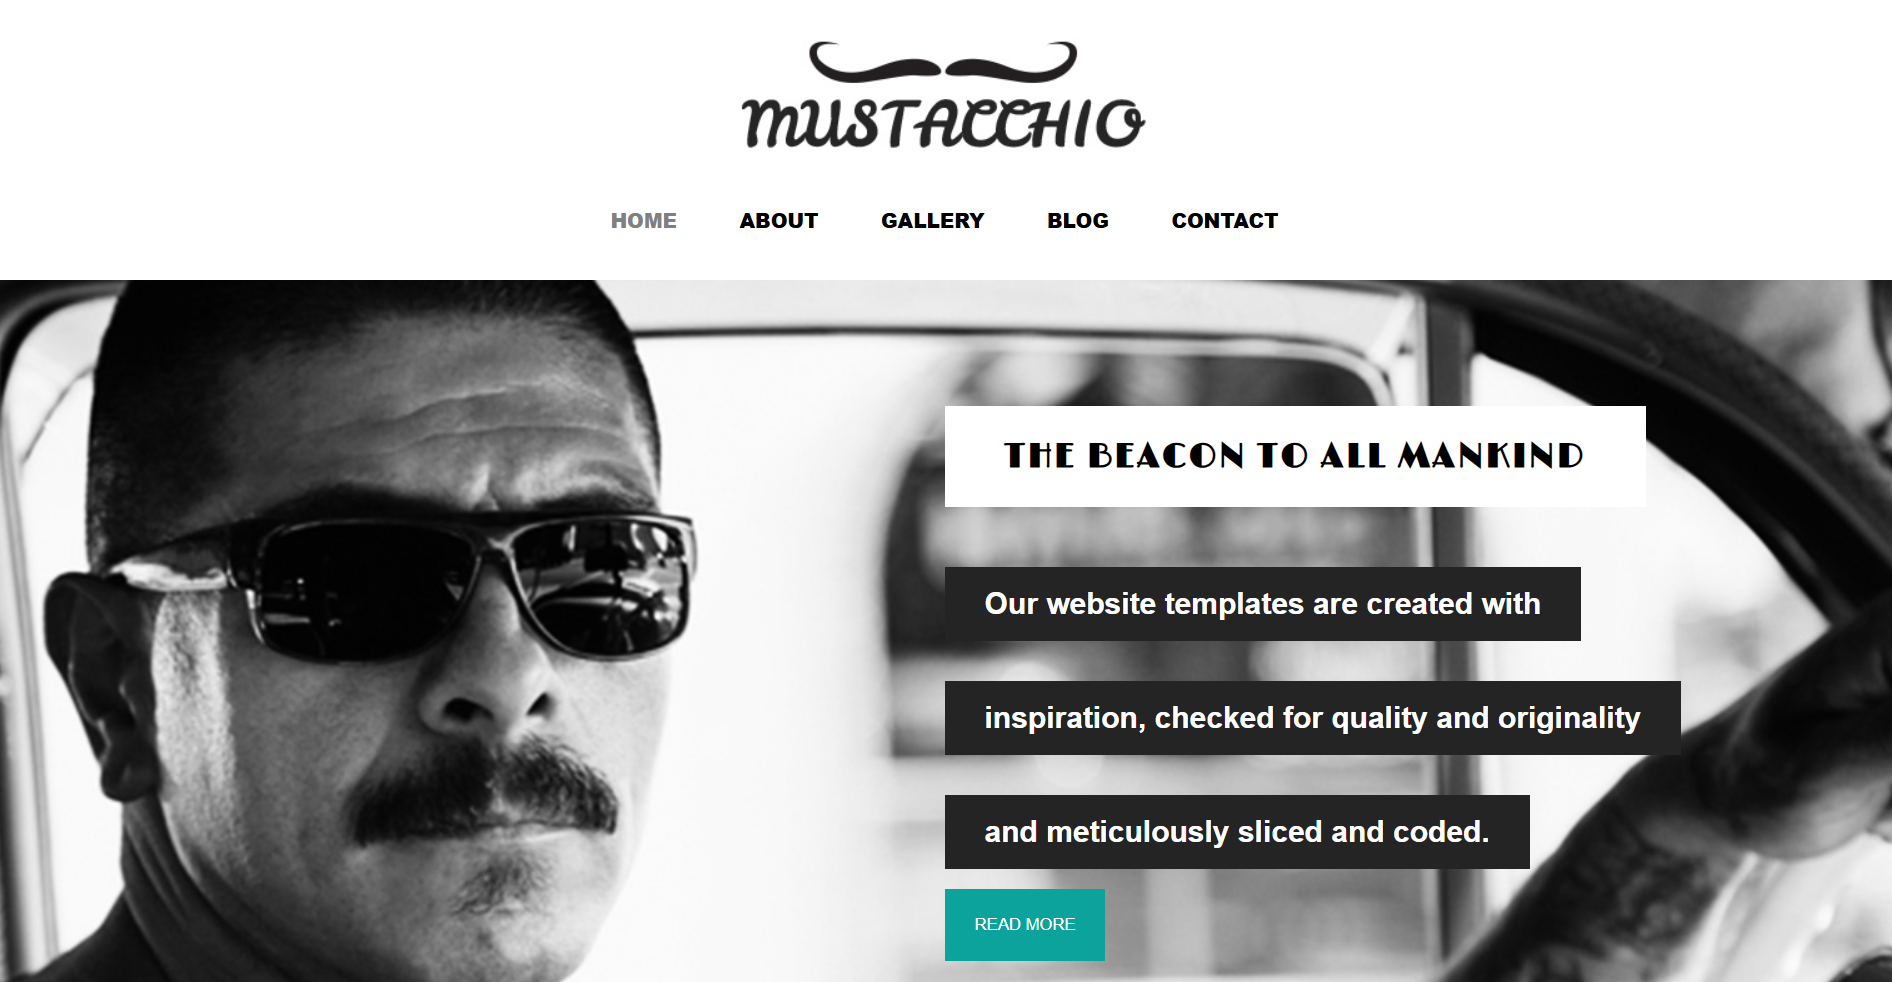 MUSTACCHIO
HOME ABOUT GALLERY BLOG CONTACT
THE BEACON TO ALL MANKIND
Our website templates are created with
inspiration, checked for quality and originality
and meticulously sliced and coded.
READ MORE